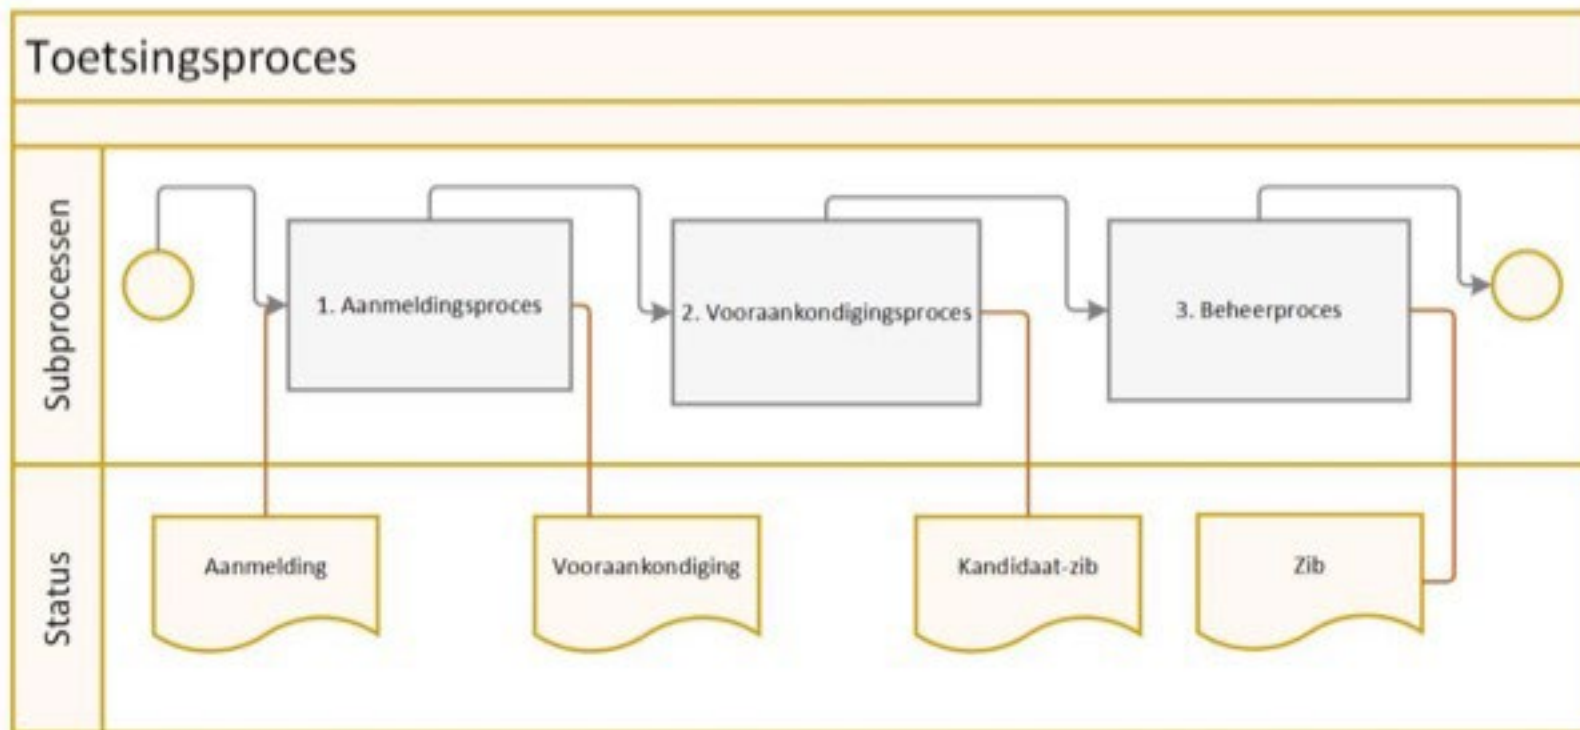 Toetsingsproces
Subprocessen
1. Aanmeldingsproces
2. Vooraankondigingsproces
3. Beheerproces
Status
Aanmelding
Vooraankondiging
Kandidaat-zib
Zib